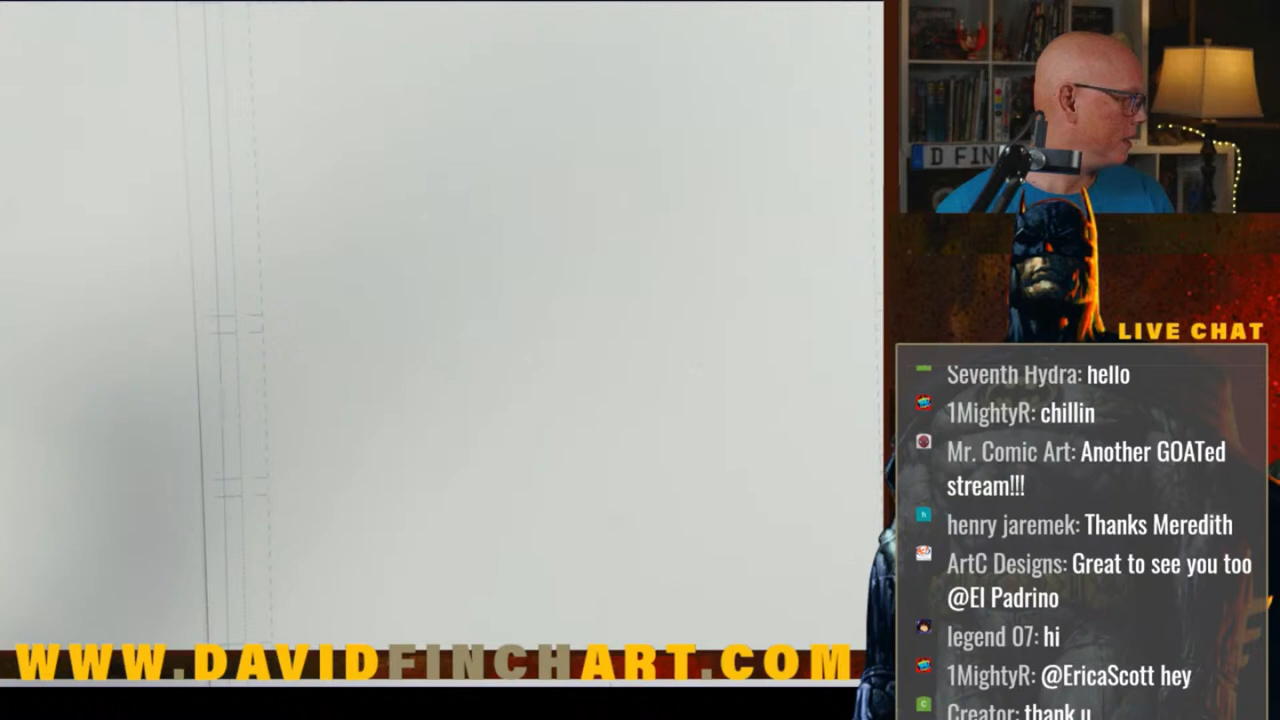 D FIN
LIVE CHAT
Seventh Hydra: hello
1MightyR: chillin
Mr. Comic Art: Another GOATed
stream!!!
henry jaremek: Thanks Meredith
ArtC Designs: Great to see you too
@El Padrino
legend 07: hi
1MightyR: @EricaScott hey
Creator: thank u
WWW.DAVIDFINCHART.COM